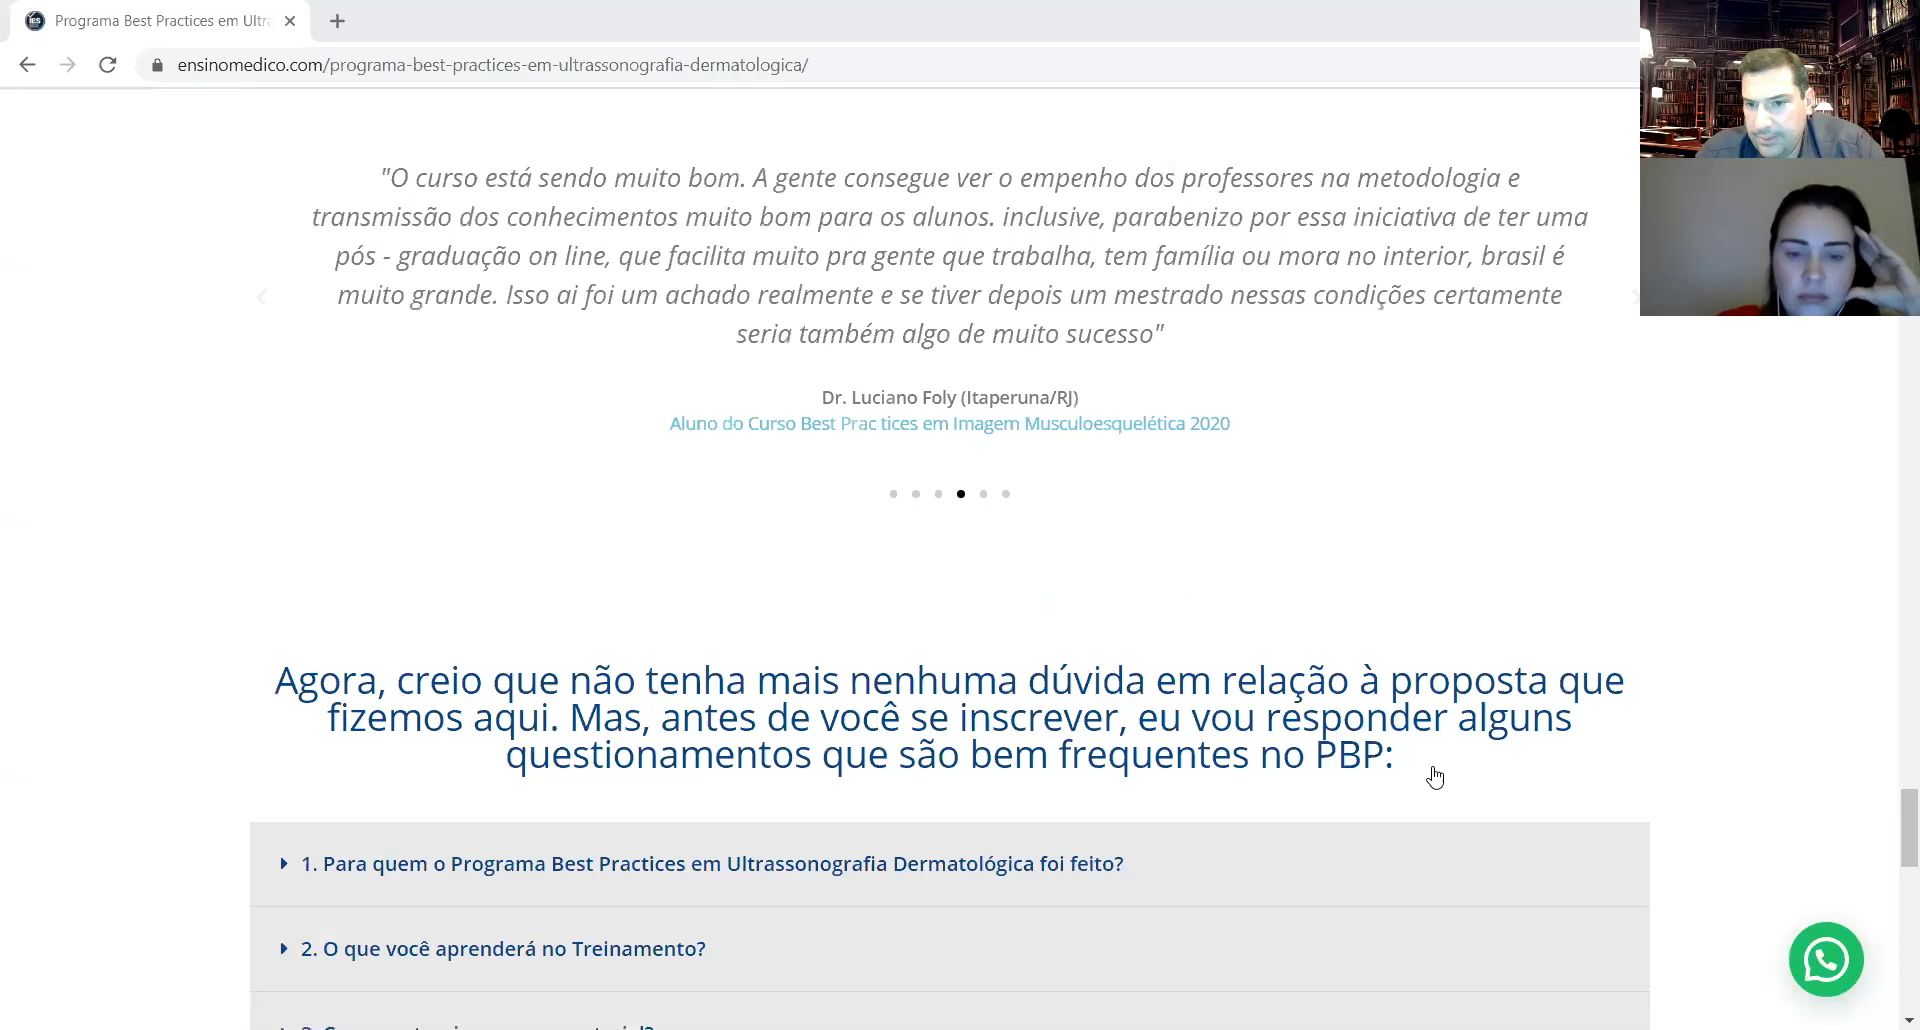 Programa Best Practices em Ultra
ensinomedico.com/programa-best-practices-em-ultrassonografia-dermatologica/
"O curso está sendo muito bom. A gente consegue ver o empenho dos professores na metodologia e
transmissão dos conhecimentos muito bom para os alunos. inclusive, parabenizo por essa iniciativa de ter uma
pós - graduação on line, que facilita muito pra gente que trabalha, tem família ou mora no interior, brasil é
muito grande. Isso ai foi um achado realmente e se tiver depois um mestrado nessas condições certamente
seria também algo de muito sucesso"
Dr. Luciano Foly (Itaperuna/RJ)
Aluno do Curso Best Prac tices em Imagem Musculoesquelética 2020
Agora, creio que não tenha mais nenhuma dúvida em relação à proposta que
fizemos aqui. Mas, antes de você se inscrever, eu vou responder alguns
questionamentos que são bem frequentes no PBP:
1. Para quem o Programa Best Practices em Ultrassonografia Dermatológica foi feito?
2. O que você aprenderá no Treinamento?